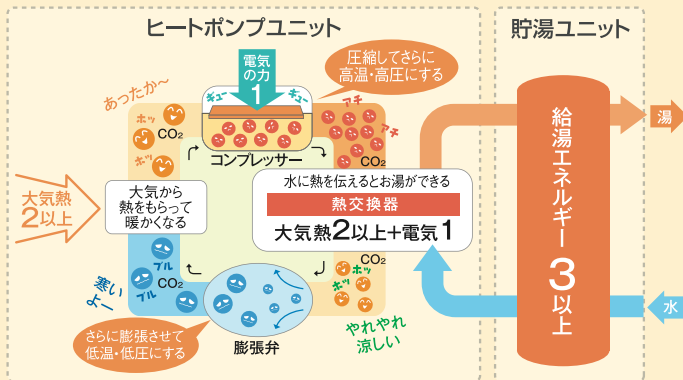 ヒートポンプユニット
貯湯ユニット
電気
の力
1
キュー
キュー
圧縮してさらに
高温・高圧にする
あったか〜
ホッ
CO2
ホッ
コンプレッサー
アチ
アチ
CO2
大気熱
2以上
大気から
熱をもらって
暖かくなる
水に熱を伝えるとお湯ができる
熱交換器
大気熱2以上+電気1
給湯エネルギー
3以上
湯
水
ブル
CO2
ブル
寒い
よー
さらに膨張させて
低温・低圧にする
膨張弁
CO2
ホッ
ホッ
やれやれ
涼しい